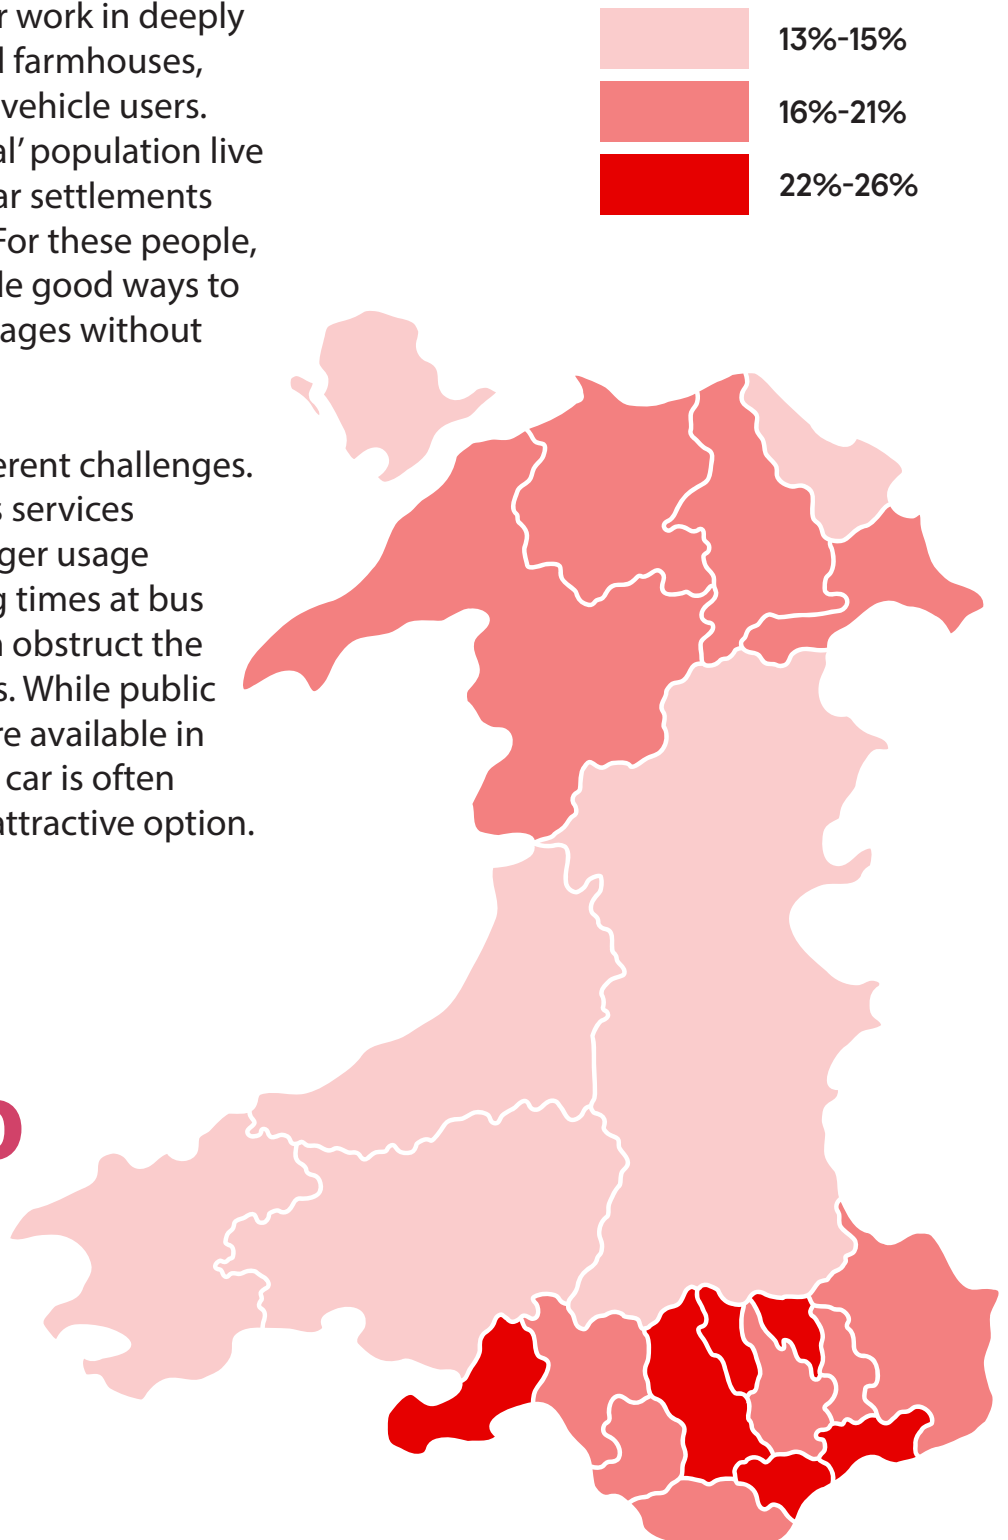 r work in deeply
farmhouses,
vehicle users.
al’ population live
ar settlements
For these people,
le good ways to
ages without
erent challenges.
s services
ger usage
g times at bus
obstruct the
s. While public
re available in
car is often
attractive option.
13%-15%
16%-21%
22%-26%